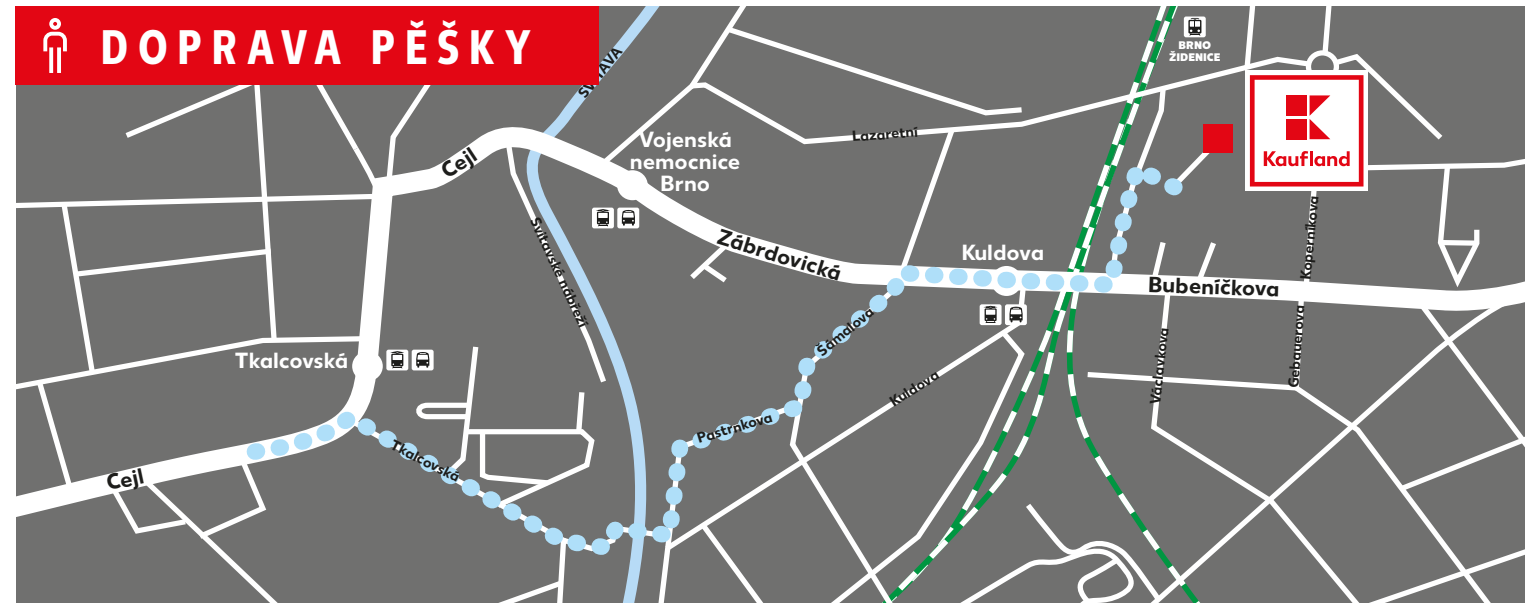 DOPRAVA PĚŠKY
SVITAVA
BRNO
ŽIDENICE
Kaufland
Lazaretní
Vojenská
nemocnice
Brno
Cejl
Svitavské nábřeží
Zábrdovická
Kuldova
Bubeníčkova
Koperníkova
Gebauerova
Václavkova
Šámalova
Kuldova
Tkalcovská
Pastrnkova
Tkalcovská
Cejl